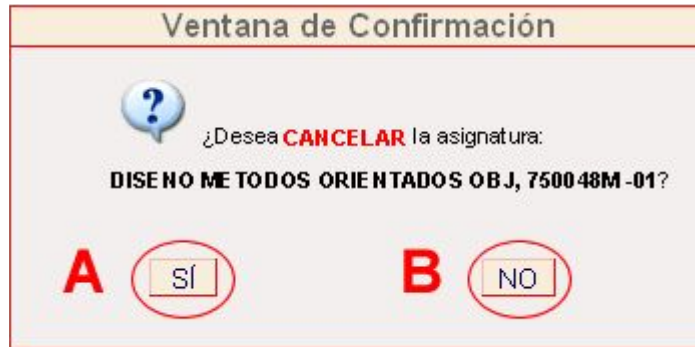 Ventana de Confirmación
?
¿Desea CANCELAR la asignatura:
DISENO METODOS ORIENTADOS OBJ, 750048M-01?
A SÍ B NO